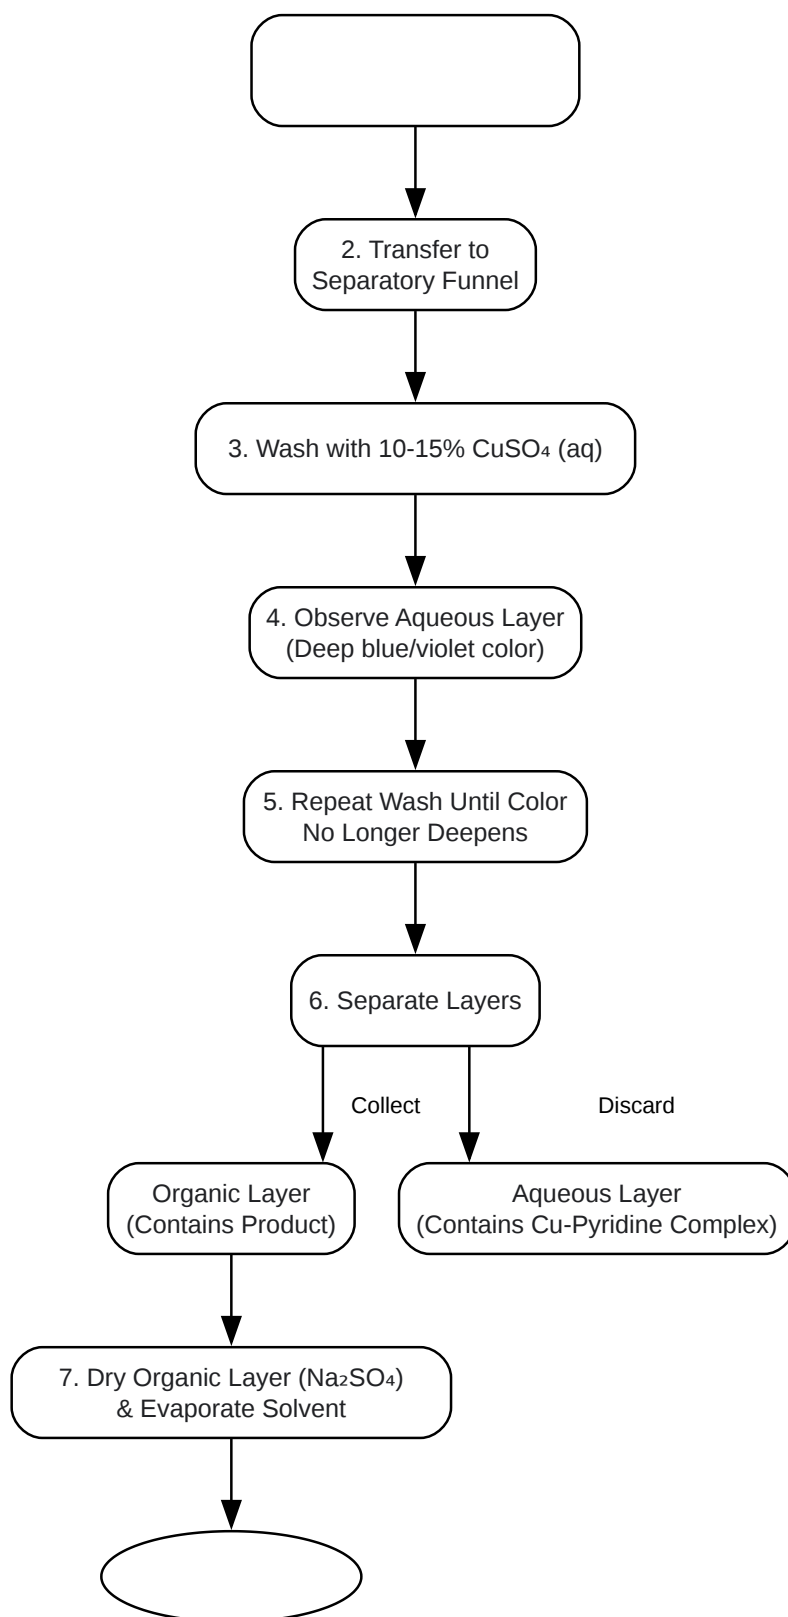 2. Transfer to
Separatory Funnel
3. Wash with 10-15% CuSO₄ (aq)
4. Observe Aqueous Layer
(Deep blue/violet color)
5. Repeat Wash Until Color
No Longer Deepens
6. Separate Layers
Collect
Discard
Organic Layer
(Contains Product)
Aqueous Layer
(Contains Cu-Pyridine Complex)
7. Dry Organic Layer (Na₂SO₄)
& Evaporate Solvent